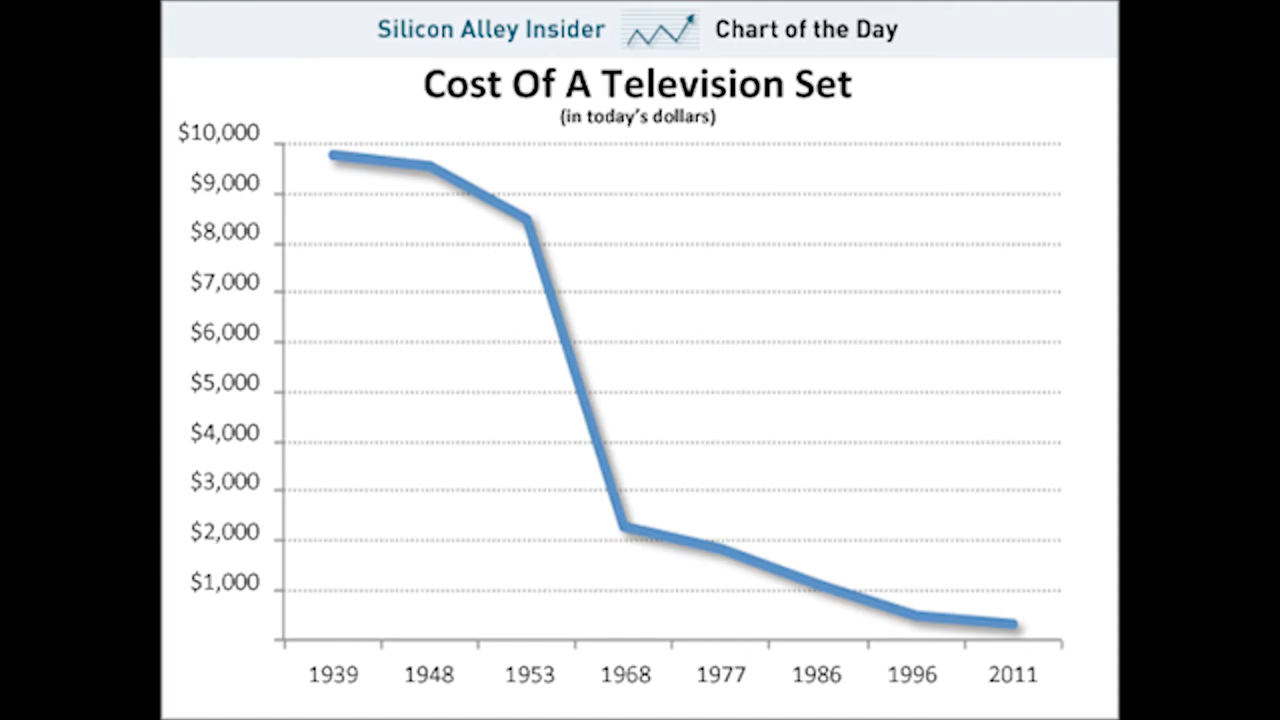 Silicon Alley Insider Chart of the Day
Cost Of A Television Set
(in today's dollars)
$10,000
$9,000
$8,000
$7,000
$6,000
$5,000
$4,000
$3,000
$2,000
$1,000
1939 1948 1953 1968 1977 1986 1996 2011